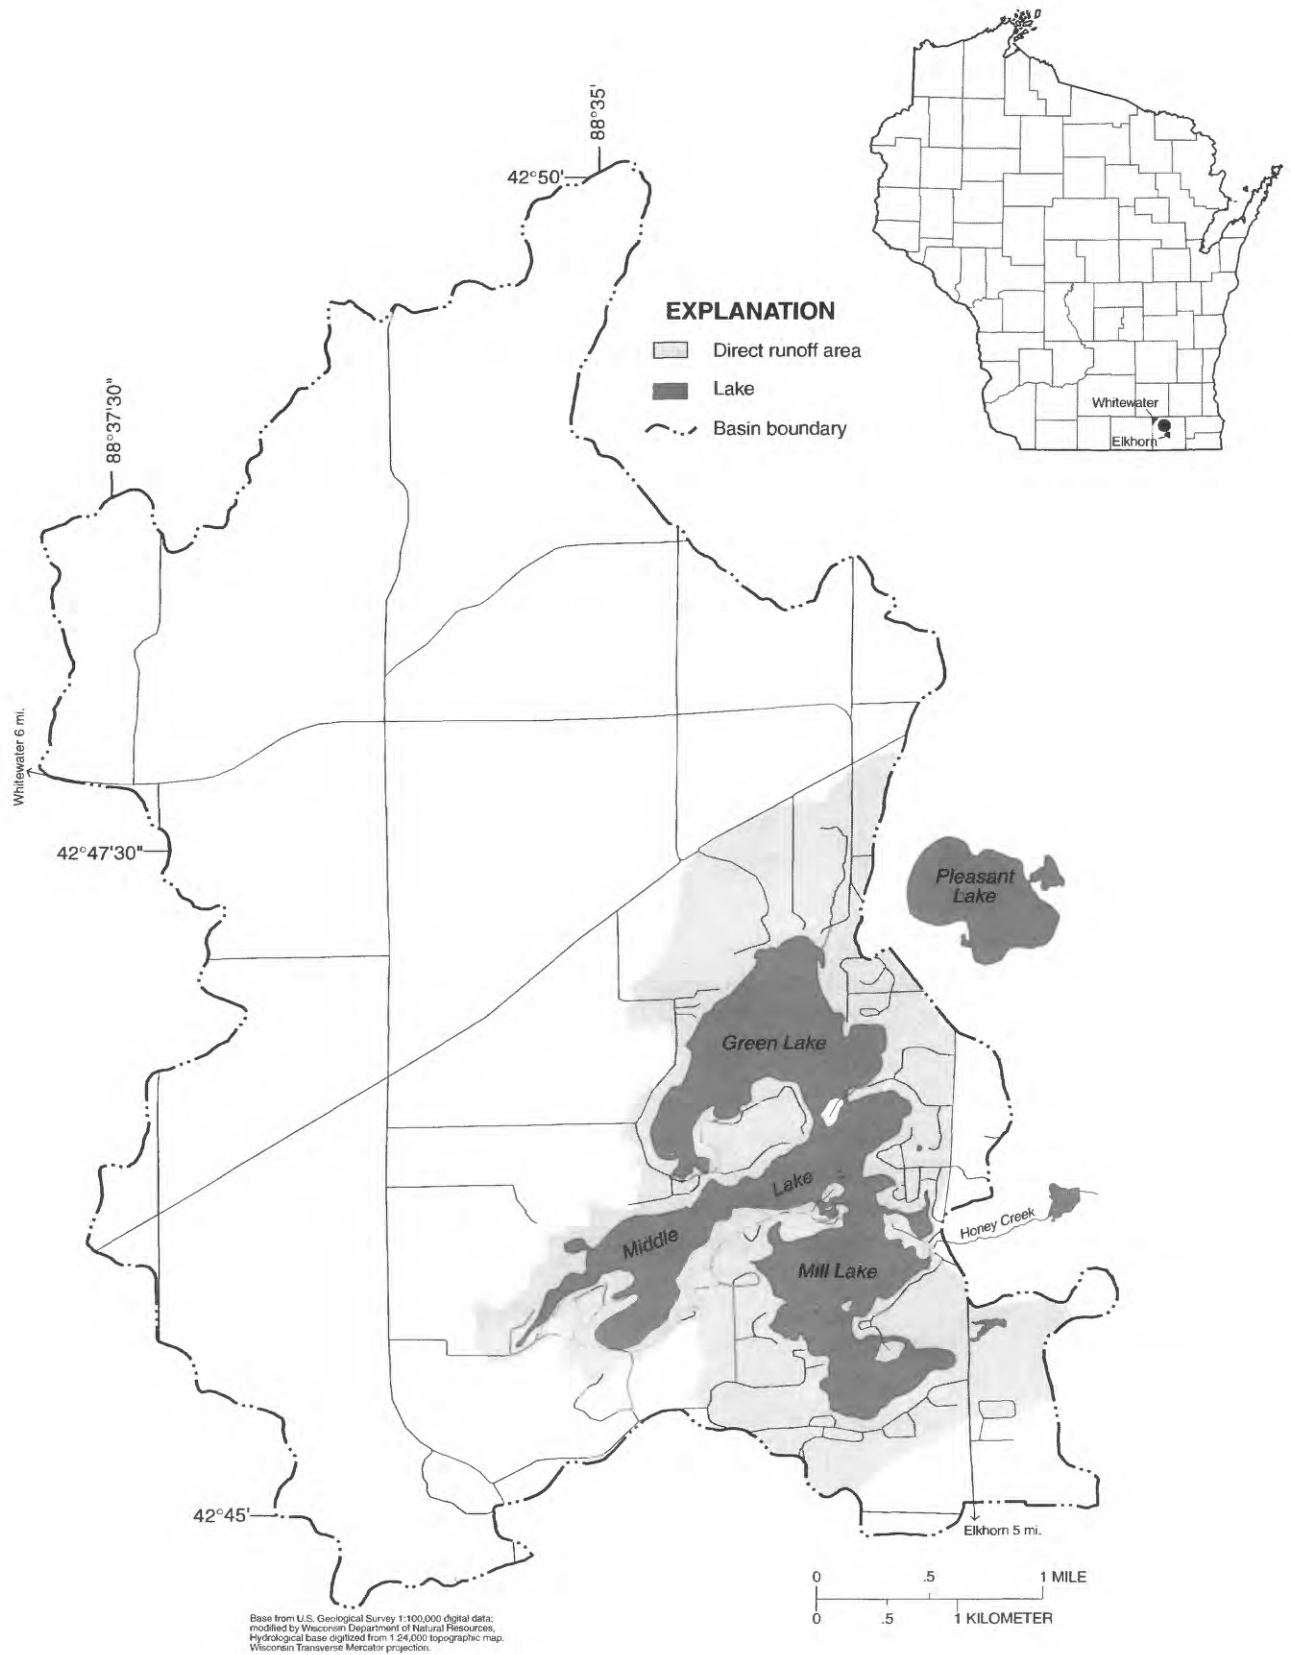 88°35'
42°50'
EXPLANATION
Direct runoff area
Lake
Basin boundary
Whitewater
Elkhorn
88°37'30"
Whitewater 6 mi.
42°47'30"
Pleasant
Lake
Green Lake
Lake
Middle
Honey Creek
Mill Lake
42°45'
Elkhorn 5 mi.
0 .5 1 MILE
0 .5 1 KILOMETER
Base from U.S. Geological Survey 1:100,000 digital data;
modified by Wisconsin Department of Natural Resources,
Hydrological base digitized from 1:24,000 topographic map.
Wisconsin Transverse Mercator projection.